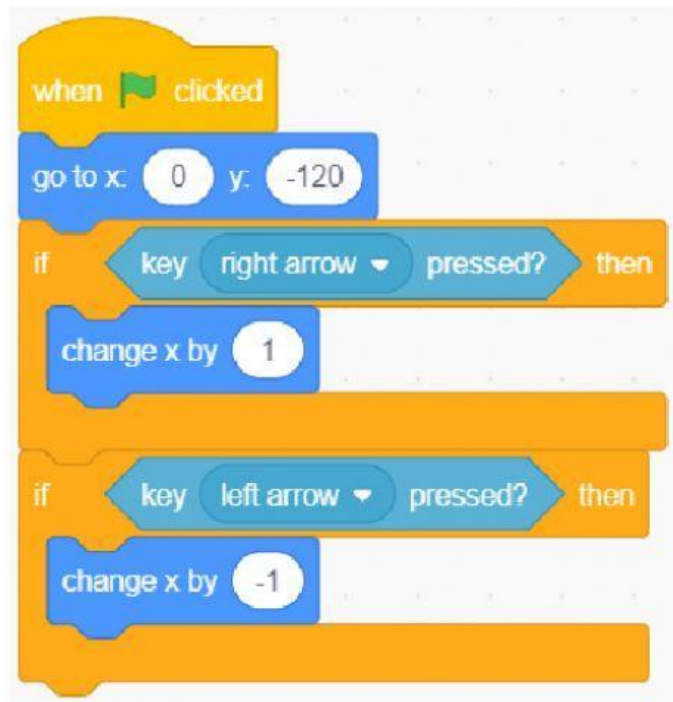 when clicked
go to x: 0 y: -120
if key right arrow pressed? then
change x by 1
if key left arrow pressed? then
change x by -1